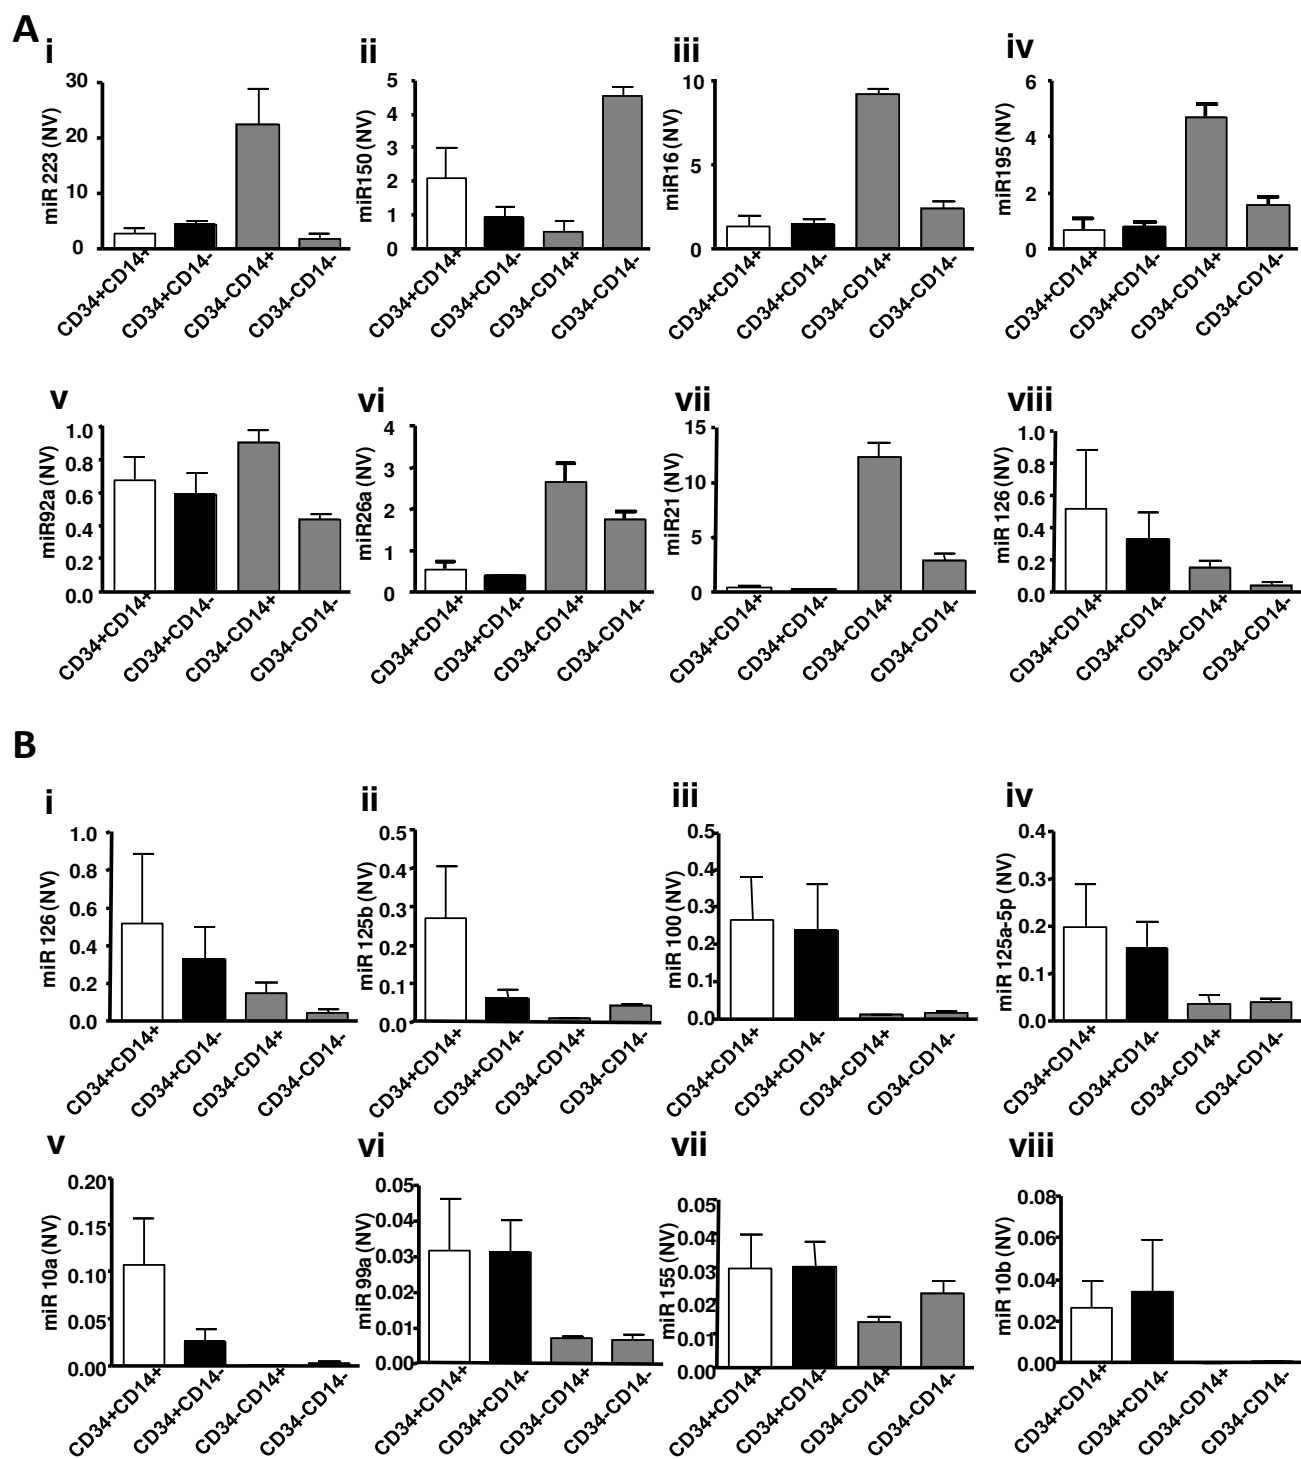 A
i
ii
iii
iv
miR 223 (NV)
30
20
10
0
CD34+CD14+
CD34+CD14-
CD34-CD14+
CD34-CD14-
miR150 (NV)
5
4
3
2
1
0
CD34+CD14+
CD34+CD14-
CD34-CD14+
CD34-CD14-
miR16 (NV)
10
5
0
CD34+CD14+
CD34+CD14-
CD34-CD14+
CD34-CD14-
miR195 (NV)
6
4
2
0
CD34+CD14+
CD34+CD14-
CD34-CD14+
CD34-CD14-
v
vi
vii
viii
miR92a (NV)
1.0
0.8
0.6
0.4
0.2
0.0
CD34+CD14+
CD34+CD14-
CD34-CD14+
CD34-CD14-
miR26a (NV)
4
3
2
1
0
CD34+CD14+
CD34+CD14-
CD34-CD14+
CD34-CD14-
miR21 (NV)
15
10
5
0
CD34+CD14+
CD34+CD14-
CD34-CD14+
CD34-CD14-
miR 126 (NV)
1.0
0.8
0.6
0.4
0.2
0.0
CD34+CD14+
CD34+CD14-
CD34-CD14+
CD34-CD14-
B
i
ii
iii
iv
miR 126 (NV)
1.0
0.8
0.6
0.4
0.2
0.0
CD34+CD14+
CD34+CD14-
CD34-CD14+
CD34-CD14-
miR 125b (NV)
0.5
0.4
0.3
0.2
0.1
0.0
CD34+CD14+
CD34+CD14-
CD34-CD14+
CD34-CD14-
miR 100 (NV)
0.5
0.4
0.3
0.2
0.1
0.0
CD34+CD14+
CD34+CD14-
CD34-CD14+
CD34-CD14-
miR 125a-5p (NV)
0.4
0.3
0.2
0.1
0.0
CD34+CD14+
CD34+CD14-
CD34-CD14+
CD34-CD14-
v
vi
vii
viii
miR 10a (NV)
0.20
0.15
0.10
0.05
0.00
CD34+CD14+
CD34+CD14-
CD34-CD14+
CD34-CD14-
miR 99a (NV)
0.05
0.04
0.03
0.02
0.01
0.00
CD34+CD14+
CD34+CD14-
CD34-CD14+
CD34-CD14-
miR 155 (NV)
0.05
0.04
0.03
0.02
0.01
0.00
CD34+CD14+
CD34+CD14-
CD34-CD14+
CD34-CD14-
miR 10b (NV)
0.08
0.06
0.04
0.02
0.00
CD34+CD14+
CD34+CD14-
CD34-CD14+
CD34-CD14-